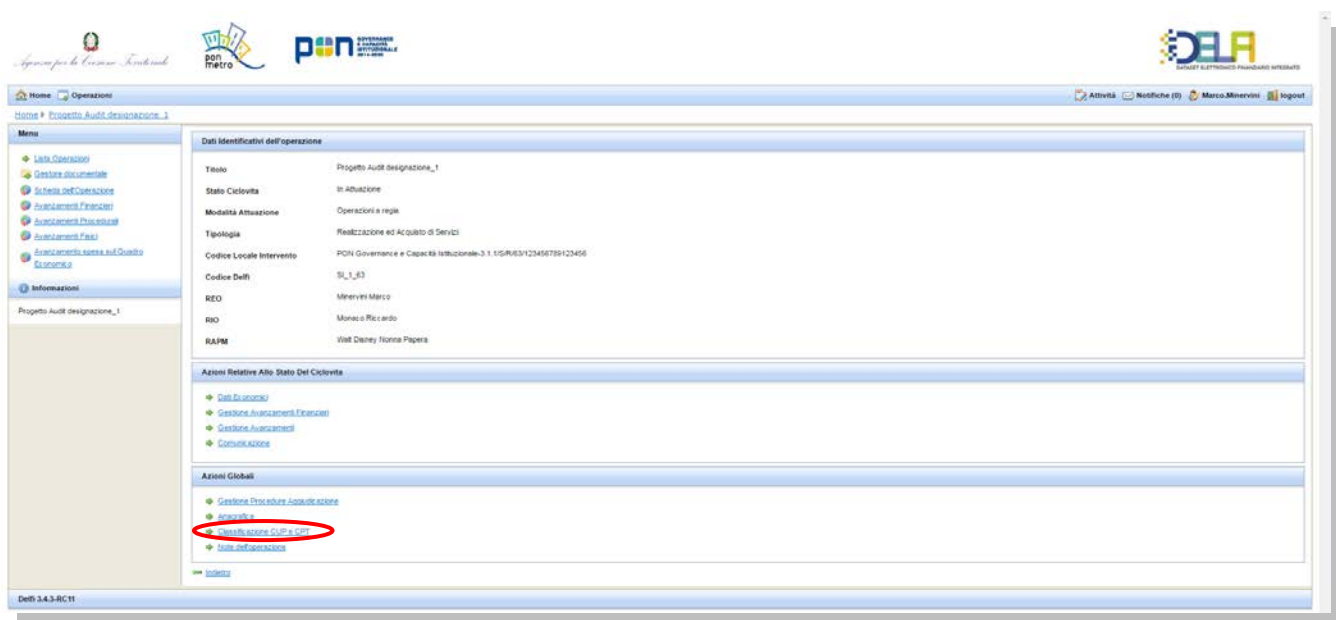 Agenzia per la Coesione Territoriale
pon metro
pon GOVERNANCE E CAPACITÀ ISTITUZIONALE 2014-2020
DELFI
DATASET ELETTRONICO FINANZIARIO INTEGRATO
Home Operazioni Attività Notifiche (0) Marco.Minervini logout
Home Progetto Audit designazione_1
Menu
Lista Operazioni
Gestore documentale
Scheda dell'Operazione
Avanzamenti Finanziari
Avanzamenti Procedurali
Avanzamenti Fisici
Avanzamento spesa sul Quadro
Economico
Informazioni
Progetto Audit designazione_1
Dati Identificativi dell'operazione
Titolo Progetto Audit designazione_1
Stato Ciclovita In Attuazione
Modalità Attuazione Operazioni a regia
Tipologia Realizzazione ed Acquisto di Servizi
Codice Locale Intervento PON Governance e Capacità Istituzionale-3.1.1/S/R/63/123456789123456
Codice Delfi SI_1_63
REO Minervini Marco
RIO Monaco Riccardo
RAPM Walt Disney Nonna Papera
Azioni Relative Allo Stato Del Ciclovita
Dati Economici
Gestione Avanzamenti Finanziari
Gestione Avanzamenti
Comunicazione
Azioni Globali
Gestione Procedure Aggiudicazione
Anagrafica
Classificazione CUP e CPT
Note dell'operazione
Indietro
Delfi 3.4.3-RC11